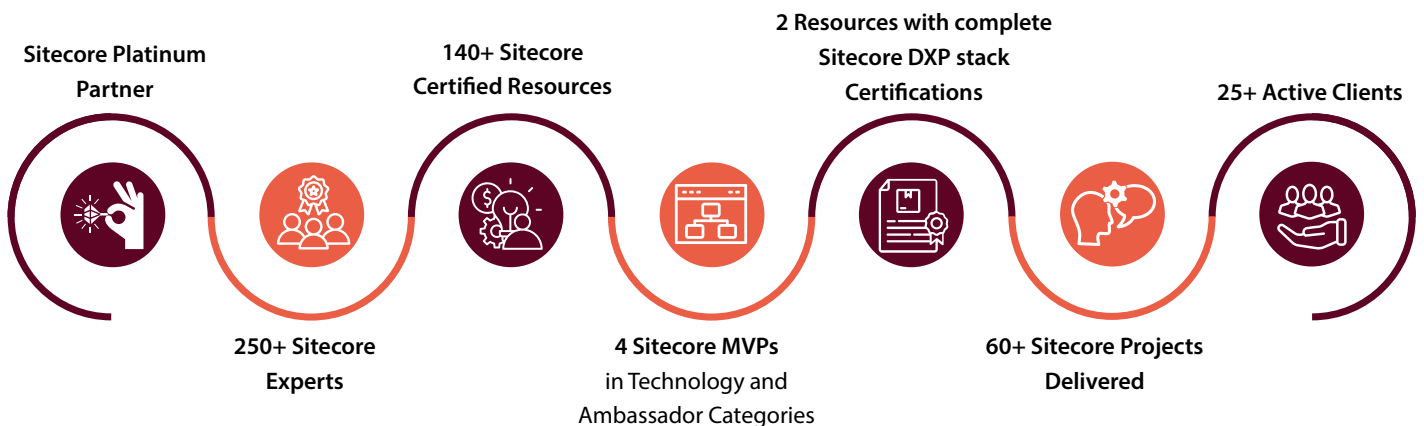 Sitecore Platinum
Partner
250+ Sitecore
Experts
140+ Sitecore
Certified Resources
4 Sitecore MVPs
in Technology and
Ambassador Categories
2 Resources with complete
Sitecore DXP stack
Certifications
60+ Sitecore Projects
Delivered
25+ Active Clients